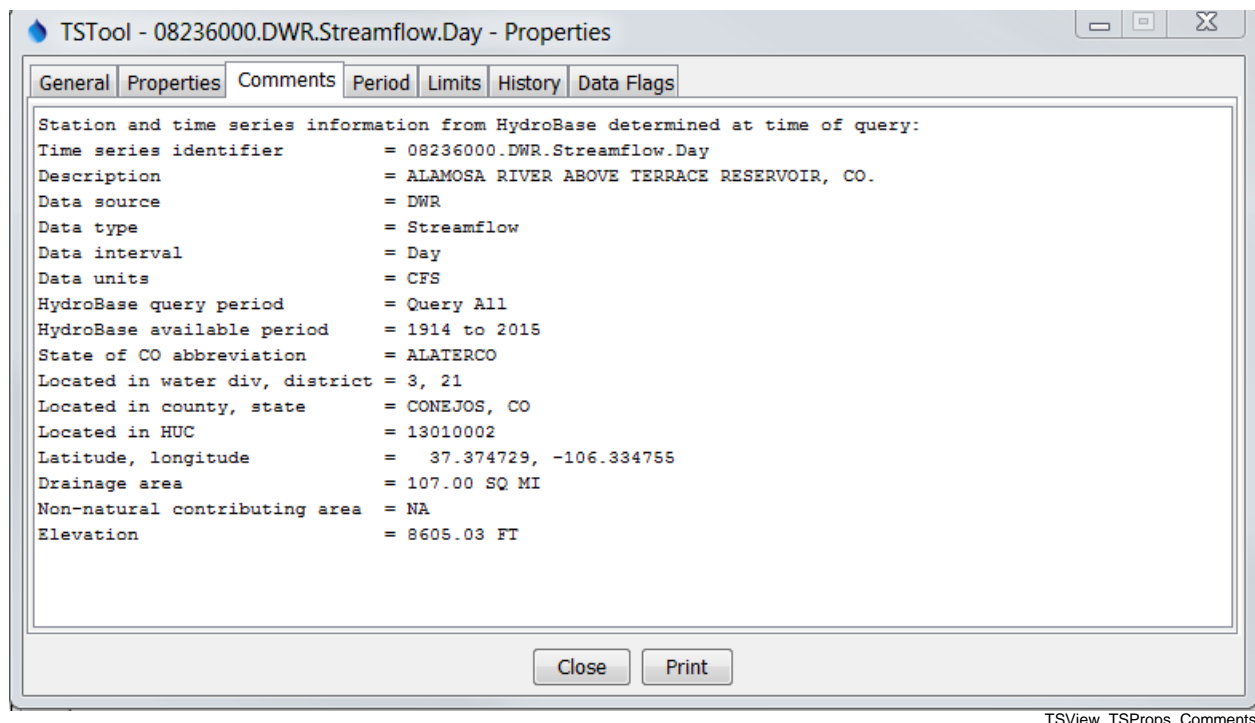 TSTool - 08236000.DWR.Streamflow.Day - Properties
General Properties Comments Period Limits History Data Flags
Station and time series information from HydroBase determined at time of query:
Time series identifier = 08236000.DWR.Streamflow.Day
Description = ALAMOSA RIVER ABOVE TERRACE RESERVOIR, CO.
Data source = DWR
Data type = Streamflow
Data interval = Day
Data units = CFS
HydroBase query period = Query All
HydroBase available period = 1914 to 2015
State of CO abbreviation = ALATERCO
Located in water div, district = 3, 21
Located in county, state = CONEJOS, CO
Located in HUC = 13010002
Latitude, longitude = 37.374729, -106.334755
Drainage area = 107.00 SQ MI
Non-natural contributing area = NA
Elevation = 8605.03 FT
Close Print
TSView_TSProps_Comments